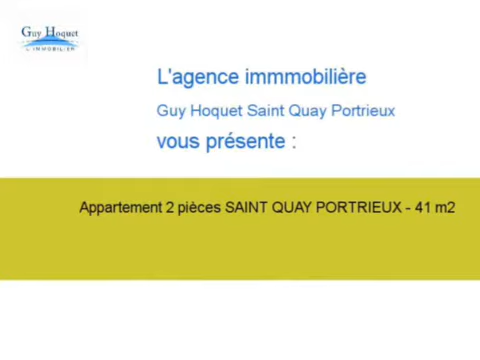 Guy Hoquet
L'IMMOBILIER
L'agence immmobilière
Guy Hoquet Saint Quay Portrieux
vous présente :
Appartement 2 pièces SAINT QUAY PORTRIEUX - 41 m2